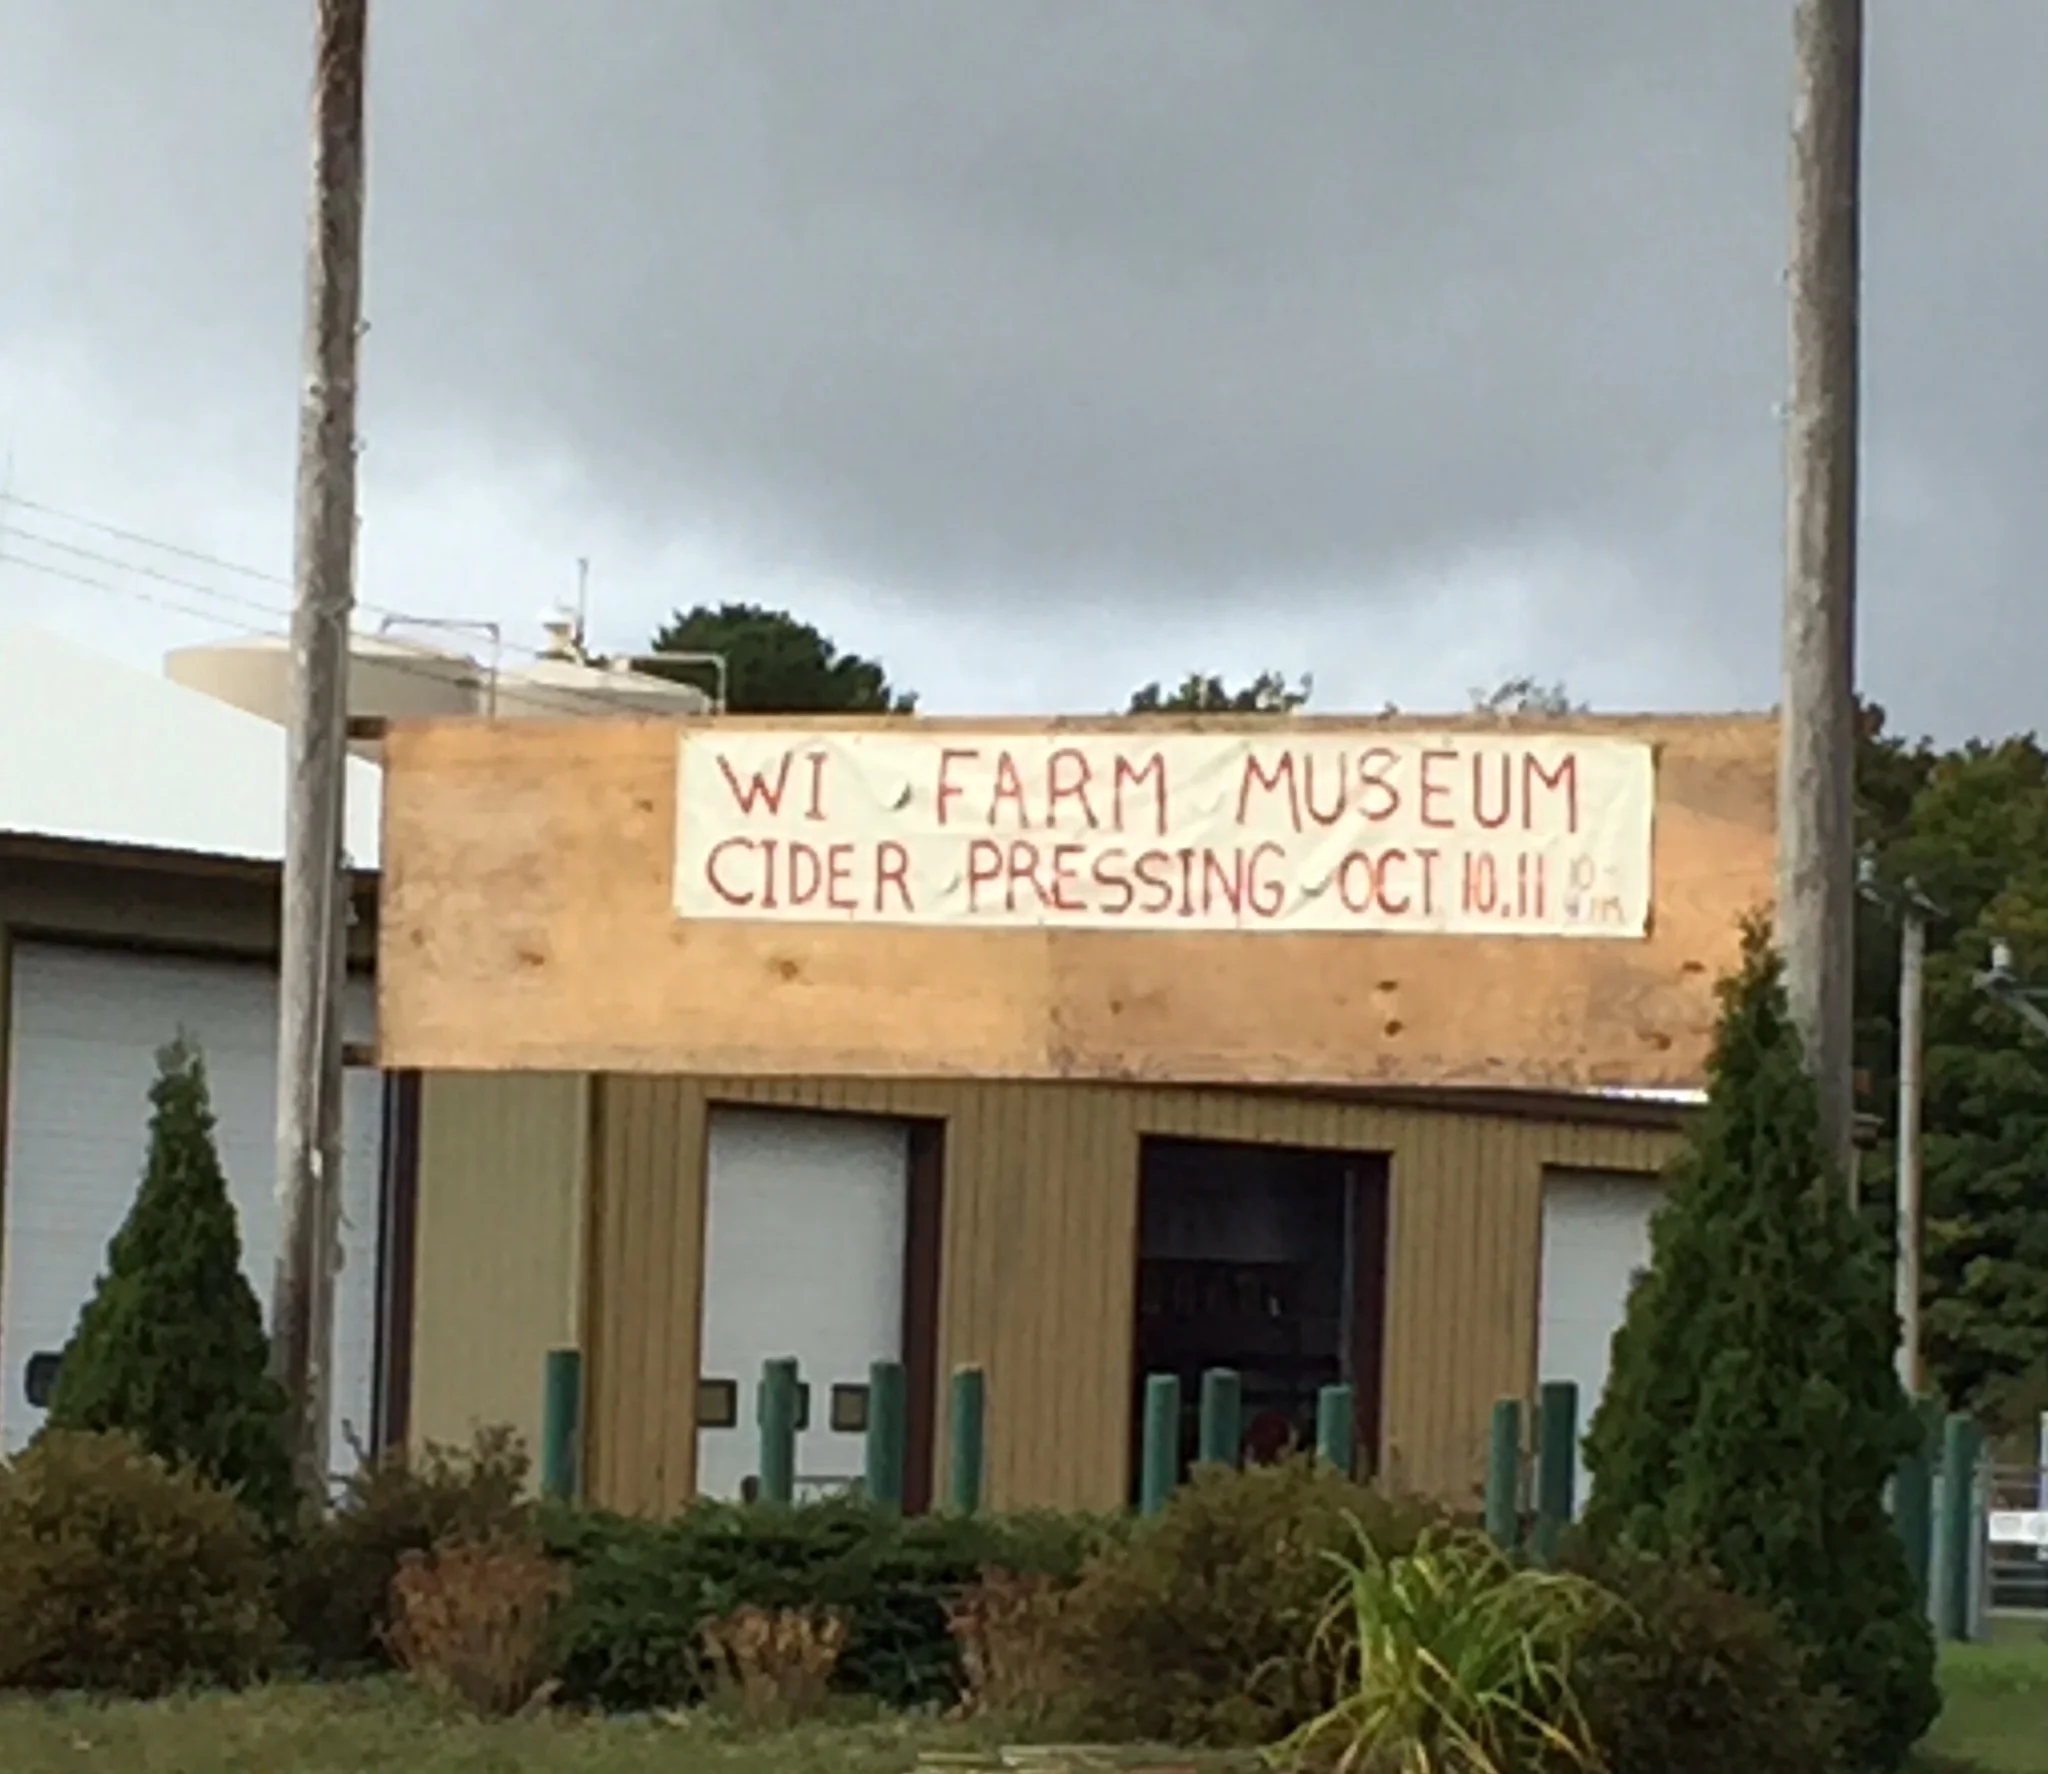 WI FARM MUSEUM
CIDER PRESSING OCT 10.11